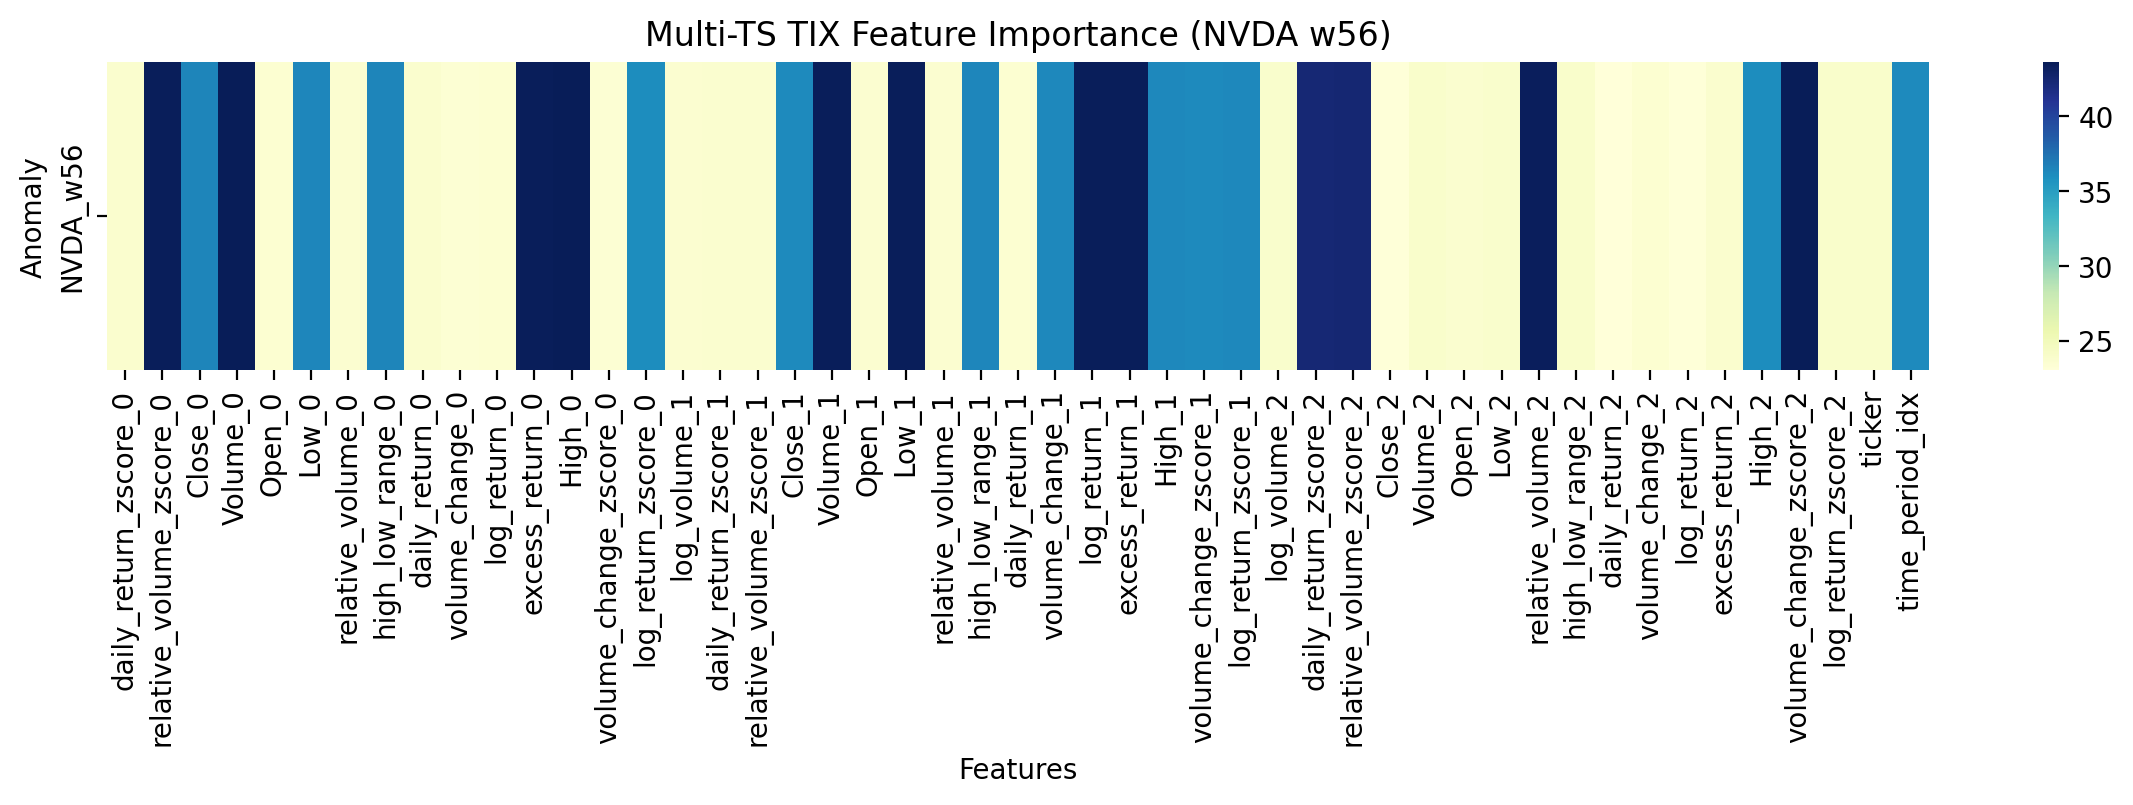 Multi-TS TIX Feature Importance (NVDA w56)
Anomaly
NVDA_w56
40
35
30
25
daily_return_zscore_0
relative_volume_zscore_0
Close_0
Volume_0
Open_0
Low_0
relative_volume_0
high_low_range_0
daily_return_0
volume_change_0
log_return_0
excess_return_0
High_0
volume_change_zscore_0
log_return_zscore_0
log_volume_1
daily_return_zscore_1
relative_volume_zscore_1
Close_1
Volume_1
Open_1
Low_1
relative_volume_1
high_low_range_1
daily_return_1
volume_change_1
log_return_1
excess_return_1
High_1
volume_change_zscore_1
log_return_zscore_1
log_volume_2
daily_return_zscore_2
relative_volume_zscore_2
Close_2
Volume_2
Open_2
Low_2
relative_volume_2
high_low_range_2
daily_return_2
volume_change_2
log_return_2
excess_return_2
High_2
volume_change_zscore_2
log_return_zscore_2
ticker
time_period_idx
Features